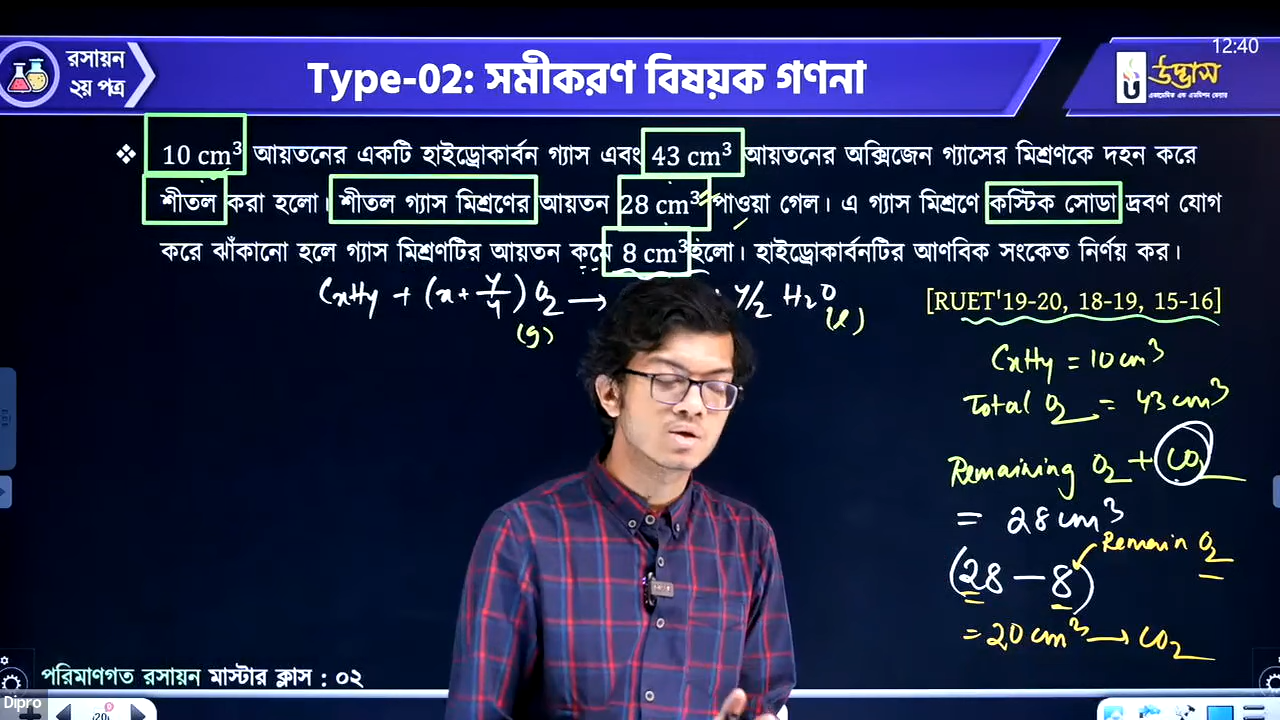 12:40
রসায়ন
২য় পত্র
Type-02: সমীকরণ বিষয়ক গণনা
উদ্ভাস
❖ 10 cm³ আয়তনের একটি হাইড্রোকার্বন গ্যাস এবং 43 cm³ আয়তনের অক্সিজেন গ্যাসের মিশ্রণকে দহন করে
শীতল করা হলো। শীতল গ্যাস মিশ্রণের আয়তন 28 cm³ পাওয়া গেল। এ গ্যাস মিশ্রণে কস্টিক সোডা দ্রবণ যোগ
করে ঝাঁকানো হলে গ্যাস মিশ্রণটির আয়তন কমে 8 cm³ হলো। হাইড্রোকার্বনটির আণবিক সংকেত নির্ণয় কর।
[RUET'19-20, 18-19, 15-16]
CxHy + (x + y/4) O₂ → y/2 H₂O
(g) (l)
CxHy = 10 cm³
Total O₂ = 43 cm³
Remaining O₂ + CO₂
= 28 cm³
Remain O₂
(28 – 8)
= 20 cm³ → CO₂
পরিমাণগত রসায়ন মাস্টার ক্লাস : ০২
Dipro